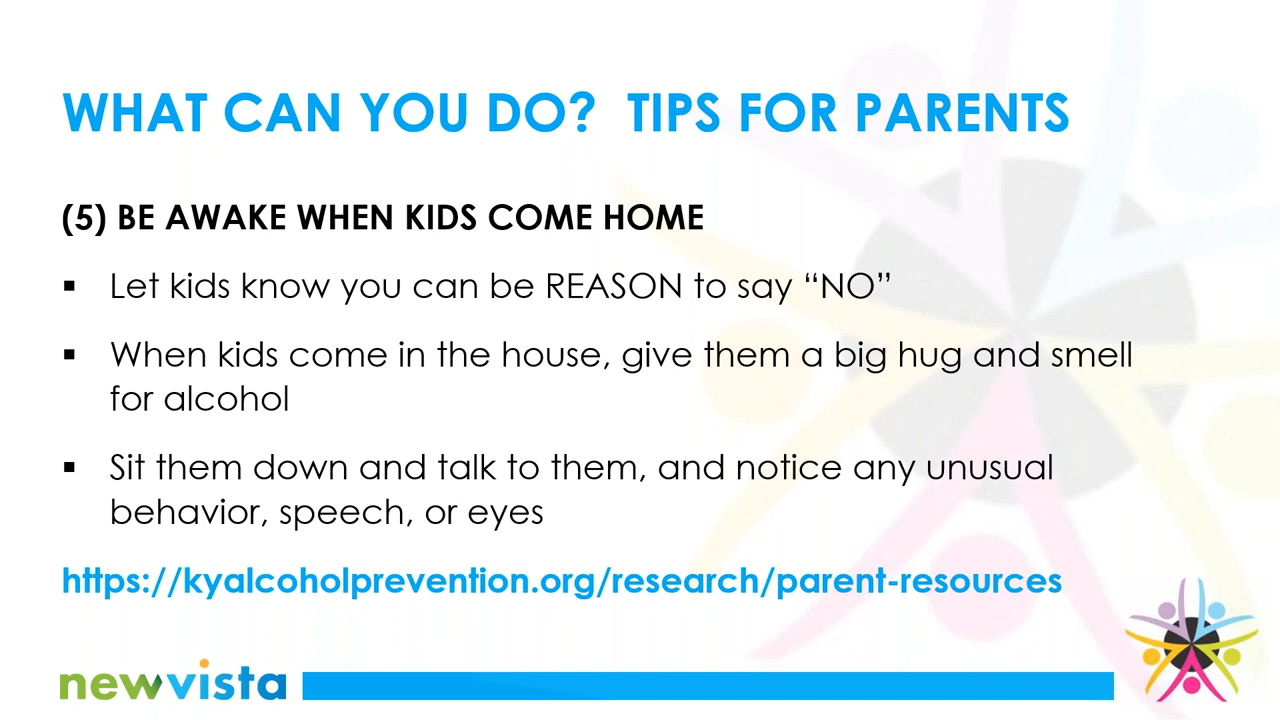 WHAT CAN YOU DO?  TIPS FOR PARENTS
(5) BE AWAKE WHEN KIDS COME HOME
▪ Let kids know you can be REASON to say “NO”
▪ When kids come in the house, give them a big hug and smell
for alcohol
▪ Sit them down and talk to them, and notice any unusual
behavior, speech, or eyes
https://kyalcoholprevention.org/research/parent-resources
newvista